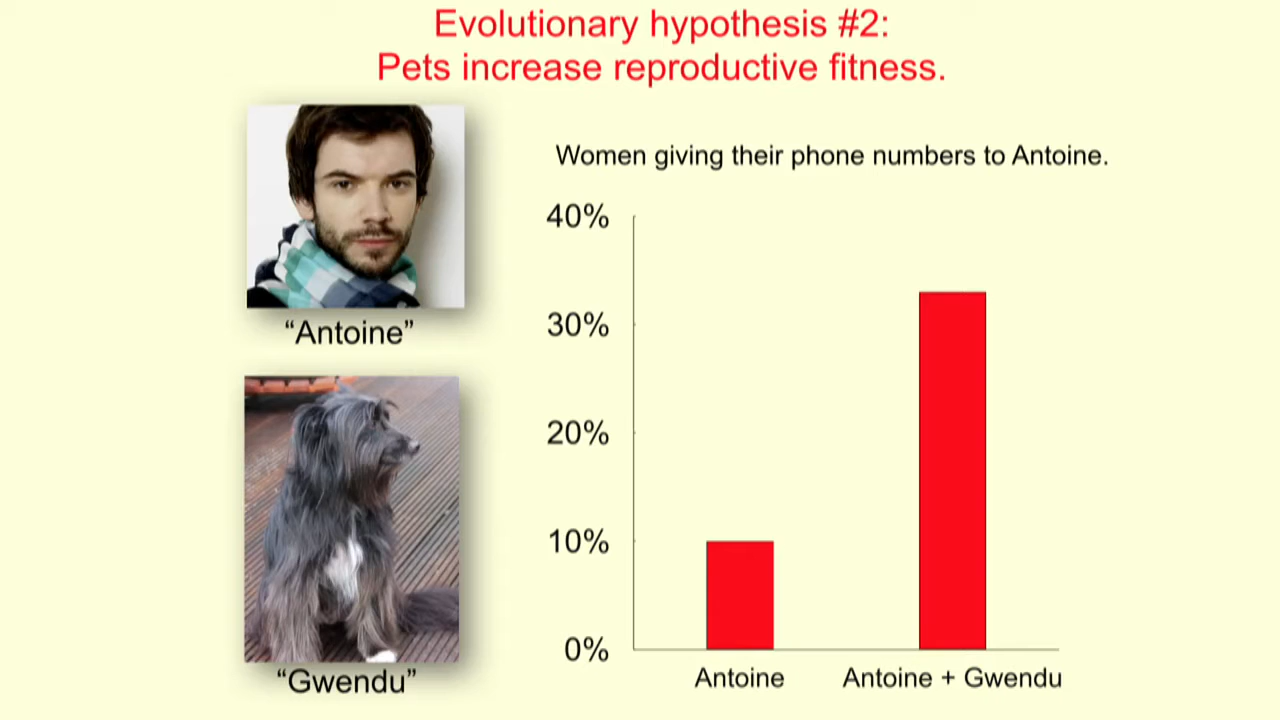 Evolutionary hypothesis #2:
Pets increase reproductive fitness.
“Antoine”
“Gwendu”
Women giving their phone numbers to Antoine.
40%
30%
20%
10%
0%
Antoine
Antoine + Gwendu